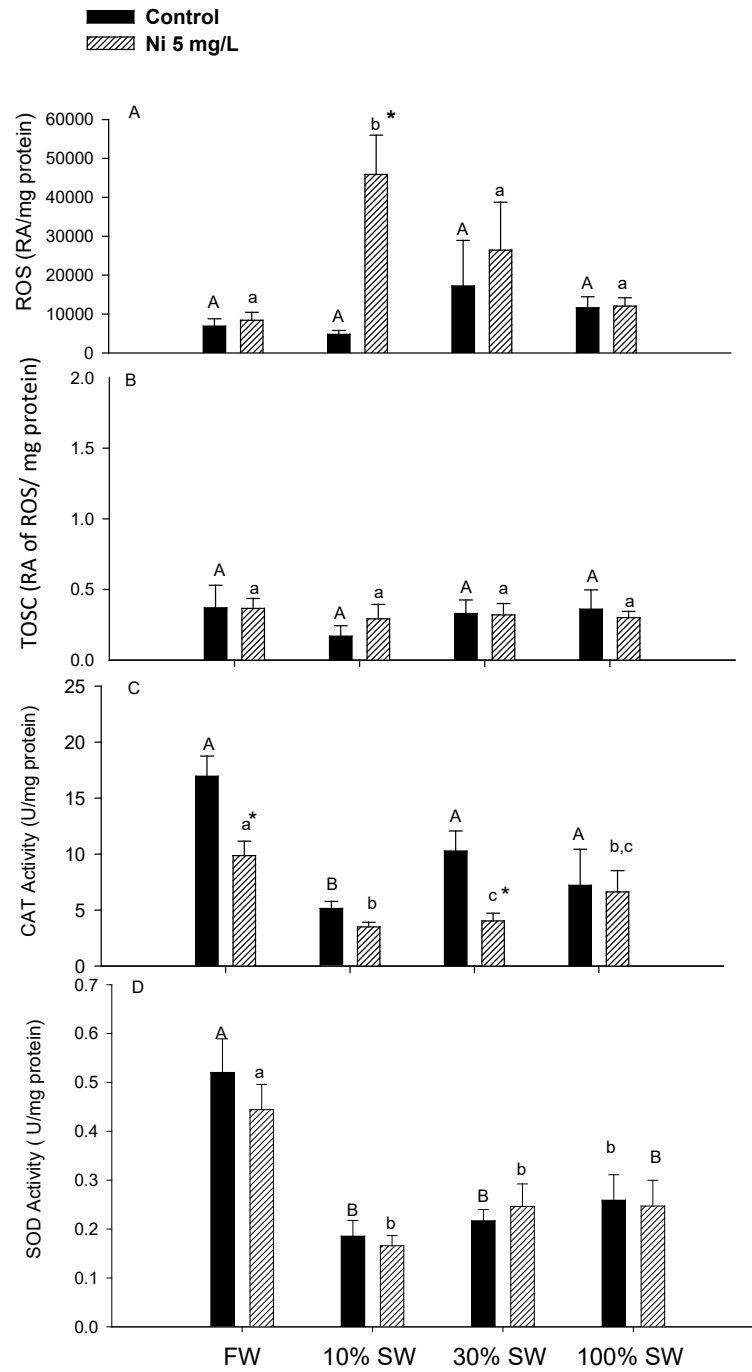 Control
Ni 5 mg/L
A
ROS (RA/mg protein)
60000
50000
40000
30000
20000
10000
0
A
a
A
b *
A
a
A
a
B
TOSC (RA of ROS/ mg protein)
2.0
1.5
1.0
0.5
0.0
A
a
A
a
A
a
A
a
C
CAT Activity (U/mg protein)
25
20
15
10
5
0
A
a*
B
b
A
c *
A
b,c
D
SOD Activity ( U/mg protein)
0.7
0.6
0.5
0.4
0.3
0.2
0.1
0.0
A
a
B
b
B
b
b
B
FW 10% SW 30% SW 100% SW